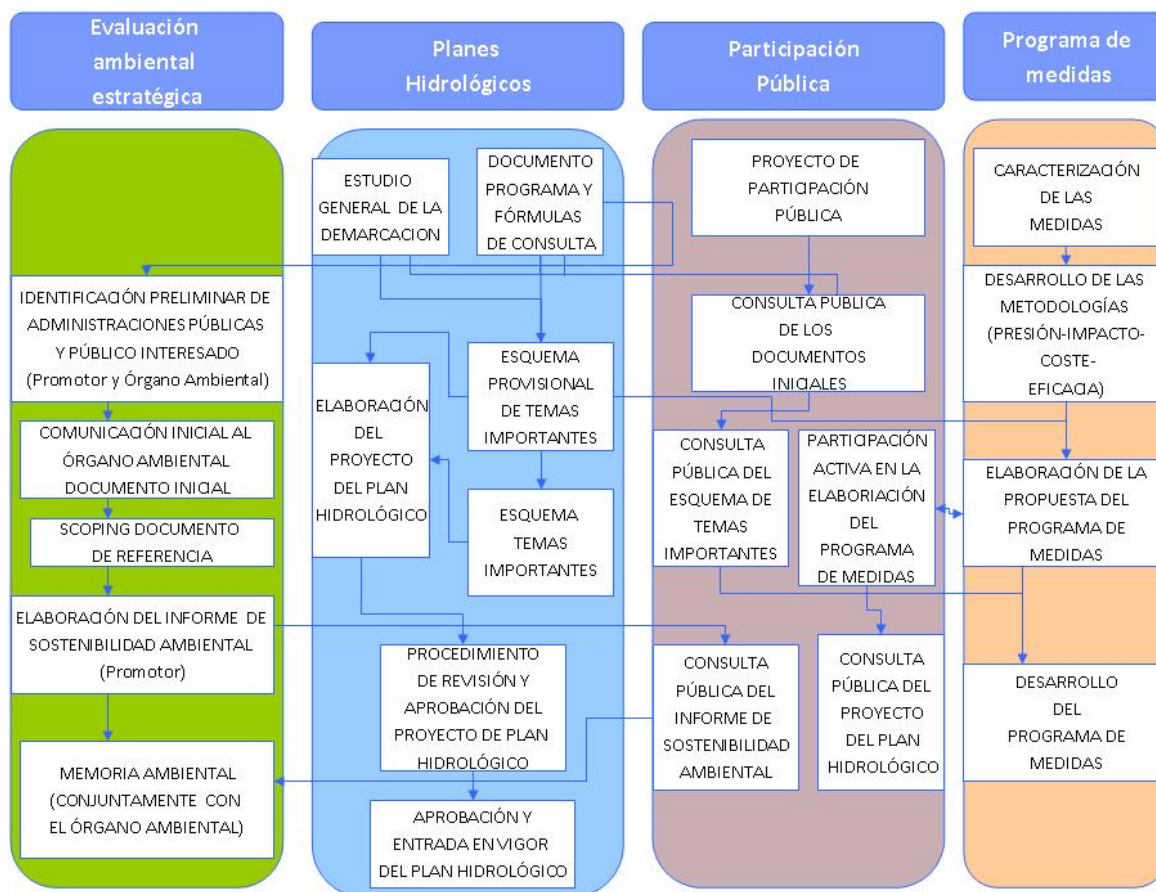 Evaluación
ambiental
estratégica
Planes
Hidrológicos
Participación
Pública
Programa de
medidas
IDENTIFICACIÓN PRELIMINAR DE
ADMINISTRACIONES PÚBLICAS
Y PÚBLICO INTERESADO
(Promotor y Órgano Ambiental)
COMUNICACIÓN INICIAL AL
ÓRGANO AMBIENTAL
DOCUMENTO INICIAL
SCOPING DOCUMENTO
DE REFERENCIA
ELABORACIÓN DEL INFORME DE
SOSTENIBILIDAD AMBIENTAL
(Promotor)
MEMORIA AMBIENTAL
(CONJUNTAMENTE CON
EL ÓRGANO AMBIENTAL)
ESTUDIO
GENERAL DE LA
DEMARCACION
DOCUMENTO
PROGRAMA Y
FÓRMULAS
DE CONSULTA
ELABORACIÓN
DEL
PROYECTO
DEL PLAN
HIDROLÓGICO
ESQUEMA
PROVISIONAL
DE TEMAS
IMPORTANTES
ESQUEMA
TEMAS
IMPORTANTES
PROCEDIMIENTO
DE REVISIÓN Y
APROBACIÓN DEL
PROYECTO DE PLAN
HIDROLÓGICO
APROBACIÓN Y
ENTRADA EN VIGOR
DEL PLAN HIDROLÓGICO
PROYECTO DE
PARTICIPACIÓN
PÚBLICA
CONSULTA PÚBLICA
DE LOS
DOCUMENTOS
INICIALES
CONSULTA
PÚBLICA DEL
ESQUEMA DE
TEMAS
IMPORTANTES
PARTICIPACIÓN
ACTIVA EN LA
ELABORIACIÓN
DEL
PROGRAMA
DE MEDIDAS
CONSULTA
PÚBLICA DEL
INFORME DE
SOSTENIBILIDAD
AMBIENTAL
CONSULTA
PÚBLICA DEL
PROYECTO
DEL PLAN
HIDROLÓGICO
CARACTERIZACIÓN
DE LAS
MEDIDAS
DESARROLLO DE LAS
METODOLOGÍAS
(PRESIÓN-IMPACTO-
COSTE-
EFICACIA)
ELABORACIÓN DE LA
PROPUESTA DEL
PROGRAMA DE
MEDIDAS
DESARROLLO
DEL
PROGRAMA DE
MEDIDAS